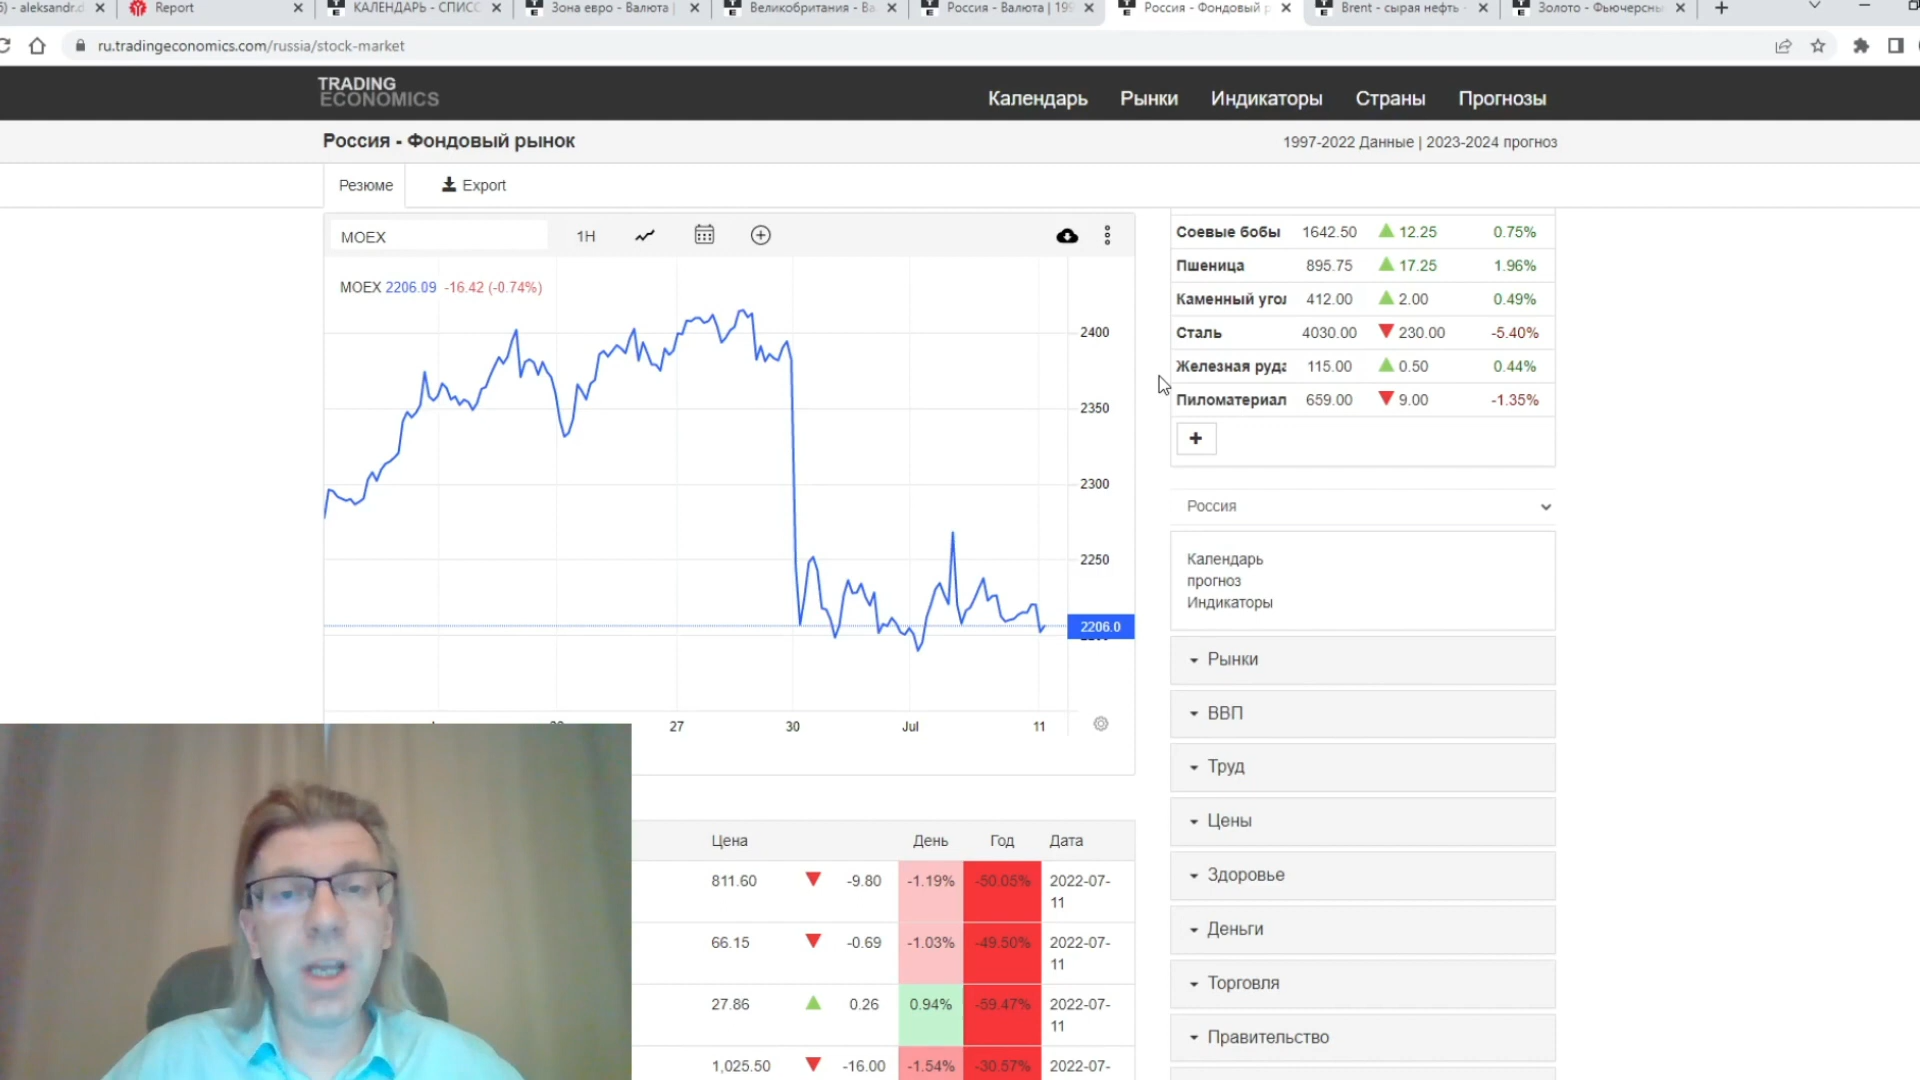 5) - aleksandr.d
Report
КАЛЕНДАРЬ - СПИСС
Зона евро - Валюта |
Великобритания - Ва
Россия - Валюта | 199
Россия - Фондовый р
Brent - сырая нефть -
Золото - Фьючерсны
ru.tradingeconomics.com/russia/stock-market
TRADING
ECONOMICS
Календарь
Рынки
Индикаторы
Страны
Прогнозы
Россия - Фондовый рынок
1997-2022 Данные | 2023-2024 прогноз
Резюме
Export
MOEX
1H
MOEX 2206.09 -16.42 (-0.74%)
2400
2350
2300
2250
2206.0
27
30
Jul
11
Соевые бобы 1642.50 12.25 0.75%
Пшеница 895.75 17.25 1.96%
Каменный угол 412.00 2.00 0.49%
Сталь 4030.00 230.00 -5.40%
Железная руда 115.00 0.50 0.44%
Пиломатериал 659.00 9.00 -1.35%
+
Россия
Календарь
прогноз
Индикаторы
Рынки
ВВП
Труд
Цены
Здоровье
Деньги
Торговля
Правительство
Цена День Год Дата
811.60 -9.80 -1.19% -50.05% 2022-07-
11
66.15 -0.69 -1.03% -49.50% 2022-07-
11
27.86 0.26 0.94% -59.47% 2022-07-
11
1,025.50 -16.00 -1.54% -30.57% 2022-07-